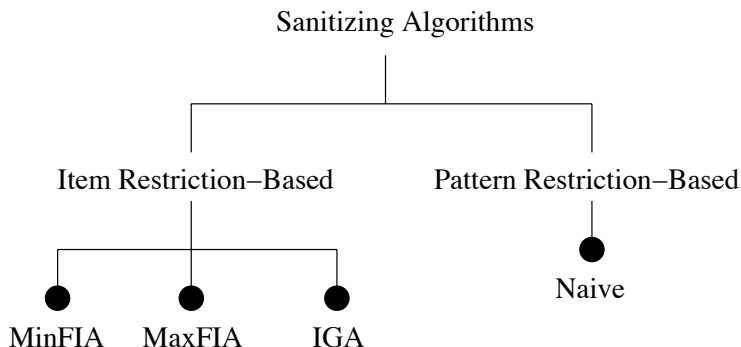 Sanitizing Algorithms
Item Restriction−Based
Pattern Restriction−Based
Naive
MinFIA
MaxFIA
IGA